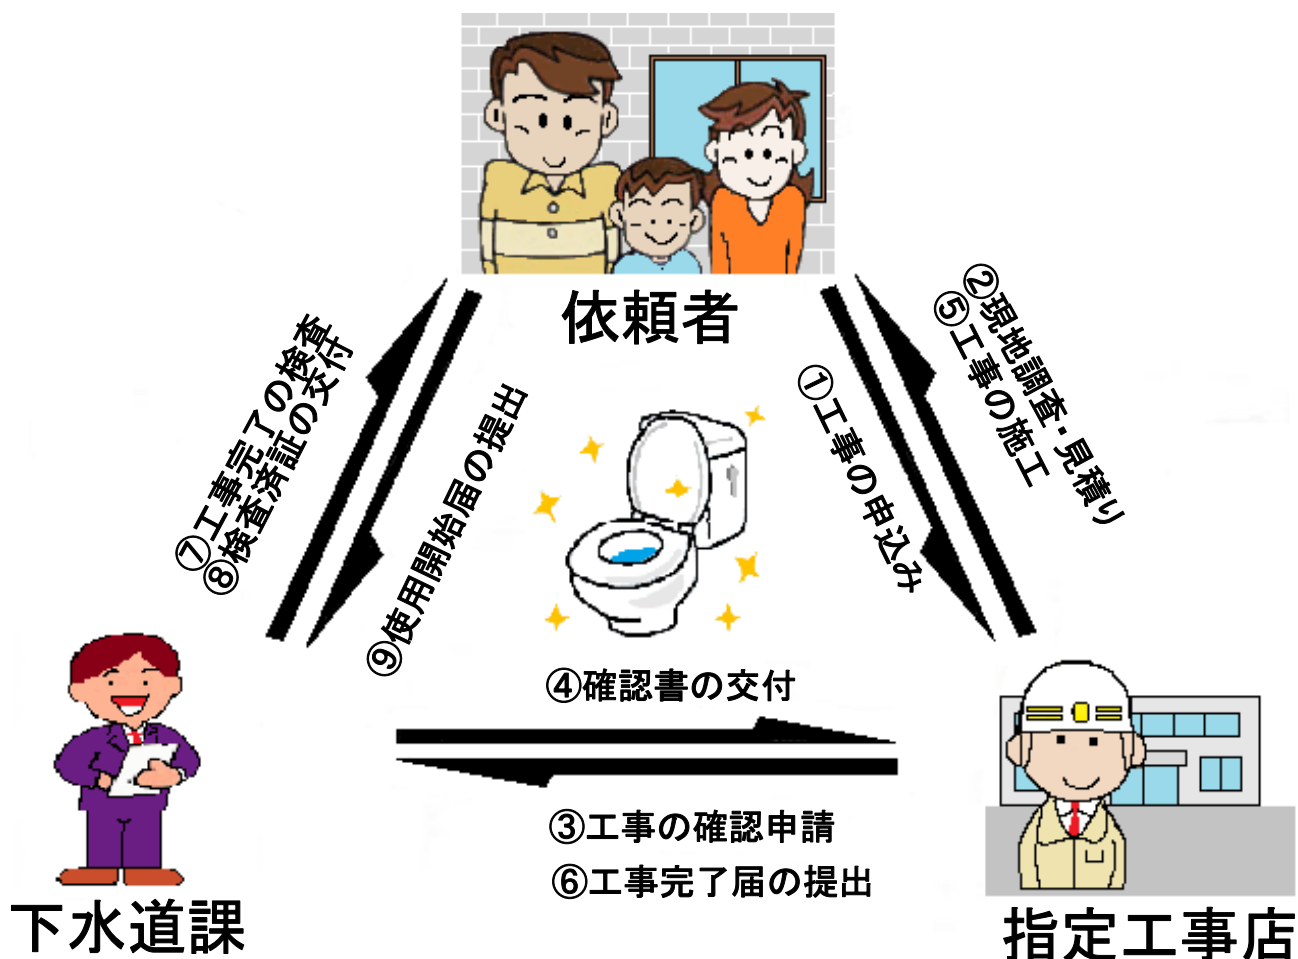 依頼者
②現地調査・見積り
⑤工事の施工
①工事の申込み
⑦工事完了の検査
⑧検査済証の交付
⑨使用開始届の提出
④確認書の交付
③工事の確認申請
⑥工事完了届の提出
下水道課
指定工事店